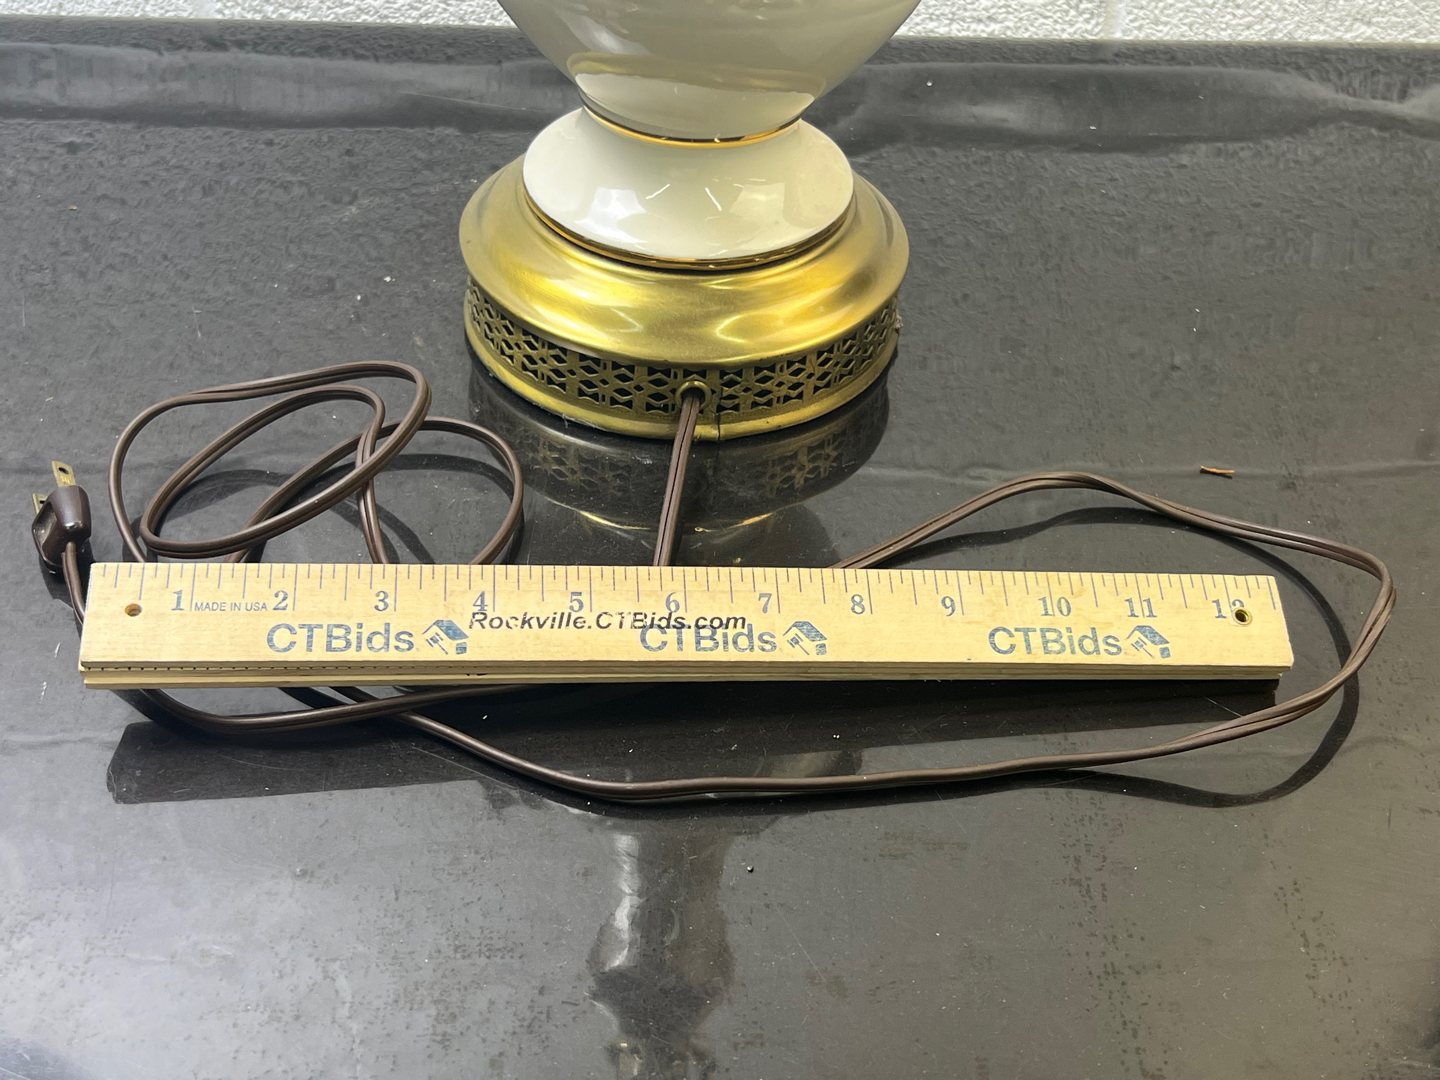 1 MADE IN USA 2 3 4 5 6 7 8 9 10 11 12
Rockville.CTBids.com
CTBids CTBids CTBids